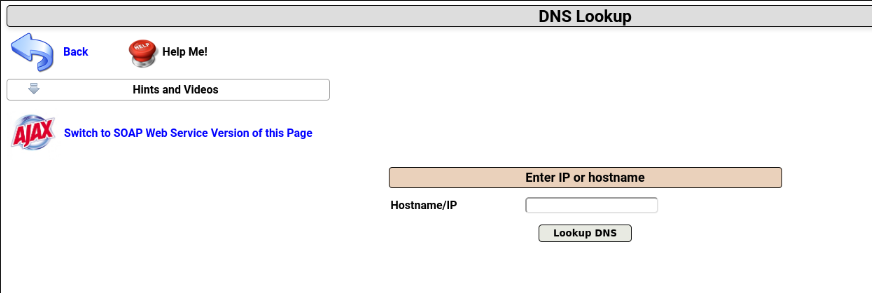 DNS Lookup
Back
HELP
Help Me!
Hints and Videos
AJAX
Switch to SOAP Web Service Version of this Page
Enter IP or hostname
Hostname/IP
Lookup DNS